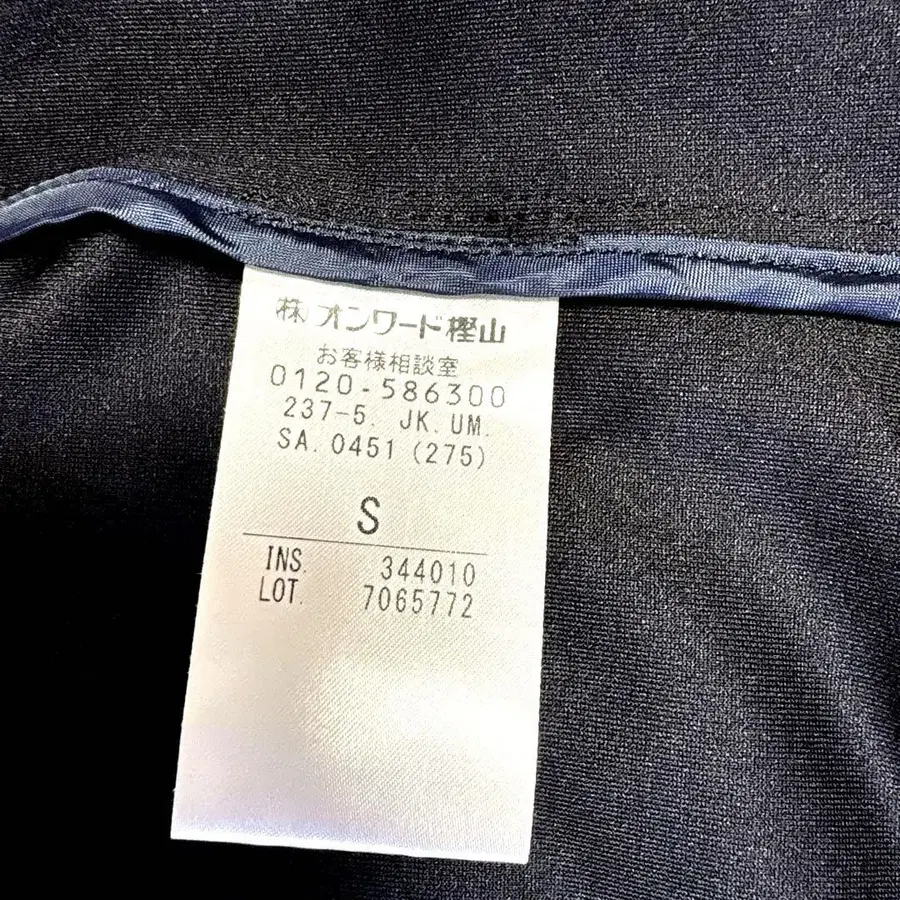 ㈱オンワード樫山
お客様相談室
0120-586300
237-5. JK. UM.
SA. 0451 (275)
S
INS. 344010
LOT. 7065772